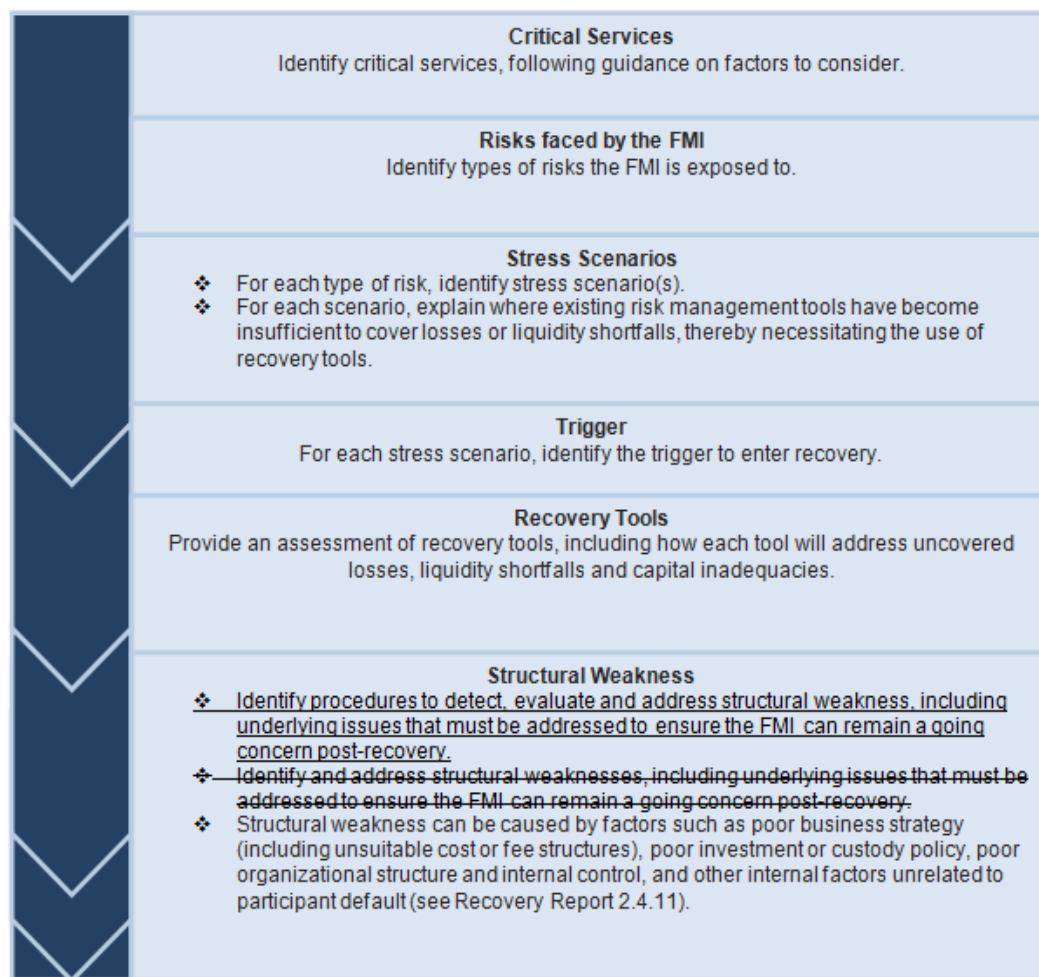 Critical Services
Identify critical services, following guidance on factors to consider.
Risks faced by the FMI
Identify types of risks the FMI is exposed to.
Stress Scenarios
❖ For each type of risk, identify stress scenario(s).
❖ For each scenario, explain where existing risk management tools have become
insufficient to cover losses or liquidity shortfalls, thereby necessitating the use of
recovery tools.
Trigger
For each stress scenario, identify the trigger to enter recovery.
Recovery Tools
Provide an assessment of recovery tools, including how each tool will address uncovered
losses, liquidity shortfalls and capital inadequacies.
Structural Weakness
❖ Identify procedures to detect, evaluate and address structural weakness, including
underlying issues that must be addressed to ensure the FMI can remain a going
concern post-recovery.
❖ Identify and address structural weaknesses, including underlying issues that must be
addressed to ensure the FMI can remain a going concern post-recovery.
❖ Structural weakness can be caused by factors such as poor business strategy
(including unsuitable cost or fee structures), poor investment or custody policy, poor
organizational structure and internal control, and other internal factors unrelated to
participant default (see Recovery Report 2.4.11).